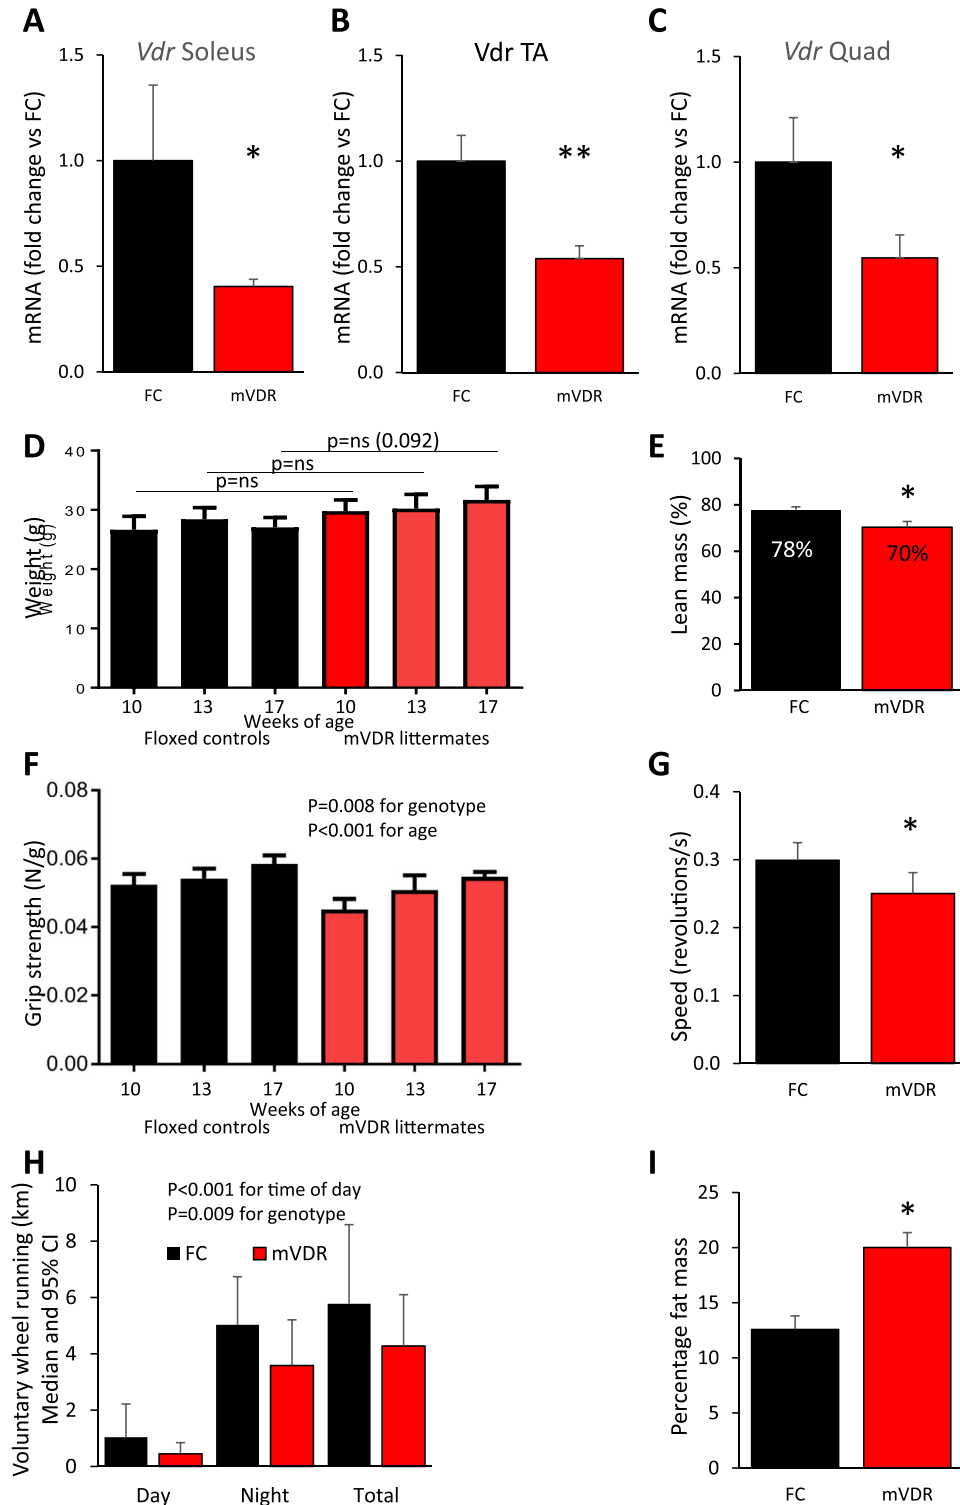 A
Vdr Soleus
mRNA (fold change vs FC)
1.5
1.0
0.5
0.0
*
FC
mVDR
B
Vdr TA
mRNA (fold change vs FC)
1.5
1.0
0.5
0.0
**
FC
mVDR
C
Vdr Quad
mRNA (fold change vs FC)
1.5
1.0
0.5
0.0
*
FC
mVDR
D
Weight (g)
Weight (g)
40
30
20
10
0
p=ns (0.092)
p=ns
p=ns
10 13 17 10 13 17
Weeks of age
Floxed controls mVDR littermates
E
Lean mass (%)
100
80
60
40
20
0
*
78%
70%
FC
mVDR
F
Grip strength (N/g)
0.08
0.06
0.04
0.02
0.00
P=0.008 for genotype
P<0.001 for age
10 13 17 10 13 17
Weeks of age
Floxed controls mVDR littermates
G
Speed (revolutions/s)
0.4
0.3
0.2
0.1
0.0
*
FC
mVDR
H
Voluntary wheel running (km)
Median and 95% CI
10
8
6
4
2
0
P<0.001 for time of day
P=0.009 for genotype
FC mVDR
Day Night Total
I
Percentage fat mass
25
20
15
10
5
0
*
FC
mVDR